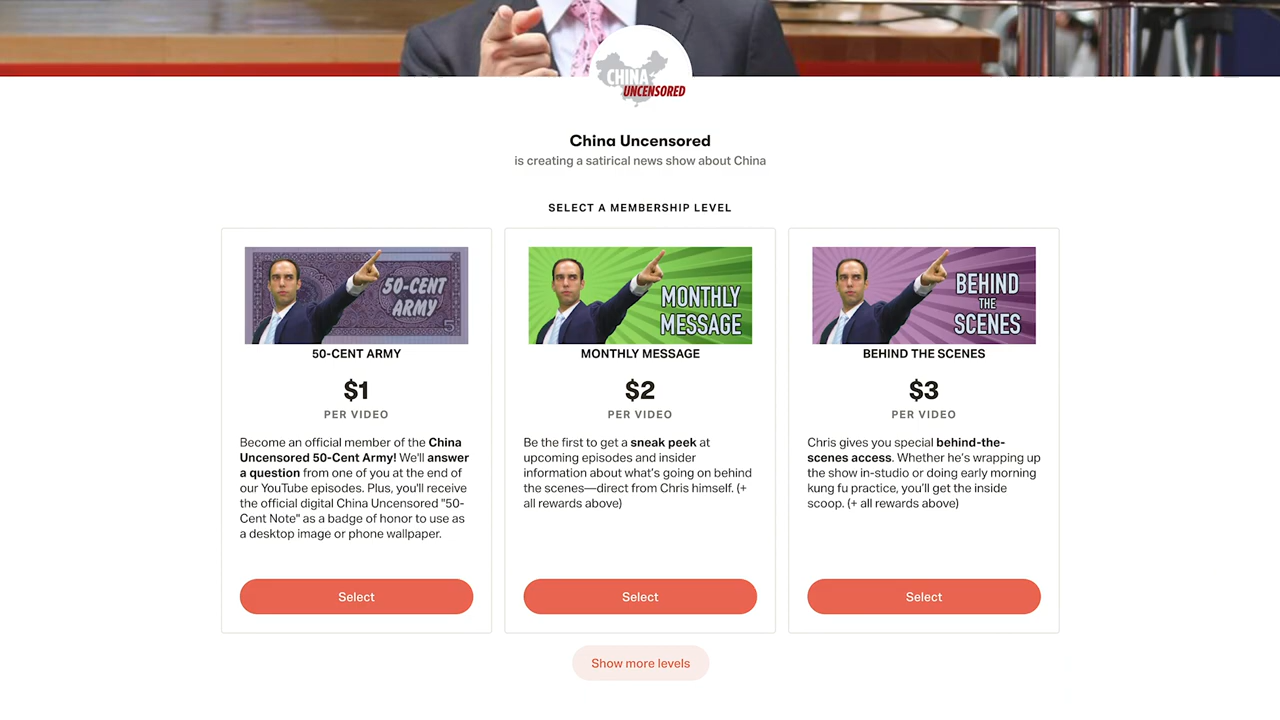 CHINA
UNCENSORED
China Uncensored
is creating a satirical news show about China
SELECT A MEMBERSHIP LEVEL
50-CENT
ARMY
5
50-CENT ARMY
$1
PER VIDEO
Become an official member of the China
Uncensored 50-Cent Army! We'll answer
a question from one of you at the end of
our YouTube episodes. Plus, you'll receive
the official digital China Uncensored "50-
Cent Note" as a badge of honor to use as
a desktop image or phone wallpaper.
Select
MONTHLY
MESSAGE
MONTHLY MESSAGE
$2
PER VIDEO
Be the first to get a sneak peek at
upcoming episodes and insider
information about what's going on behind
the scenes—direct from Chris himself. (+
all rewards above)
Select
BEHIND
THE
SCENES
BEHIND THE SCENES
$3
PER VIDEO
Chris gives you special behind-the-
scenes access. Whether he's wrapping up
the show in-studio or doing early morning
kung fu practice, you'll get the inside
scoop. (+ all rewards above)
Select
Show more levels